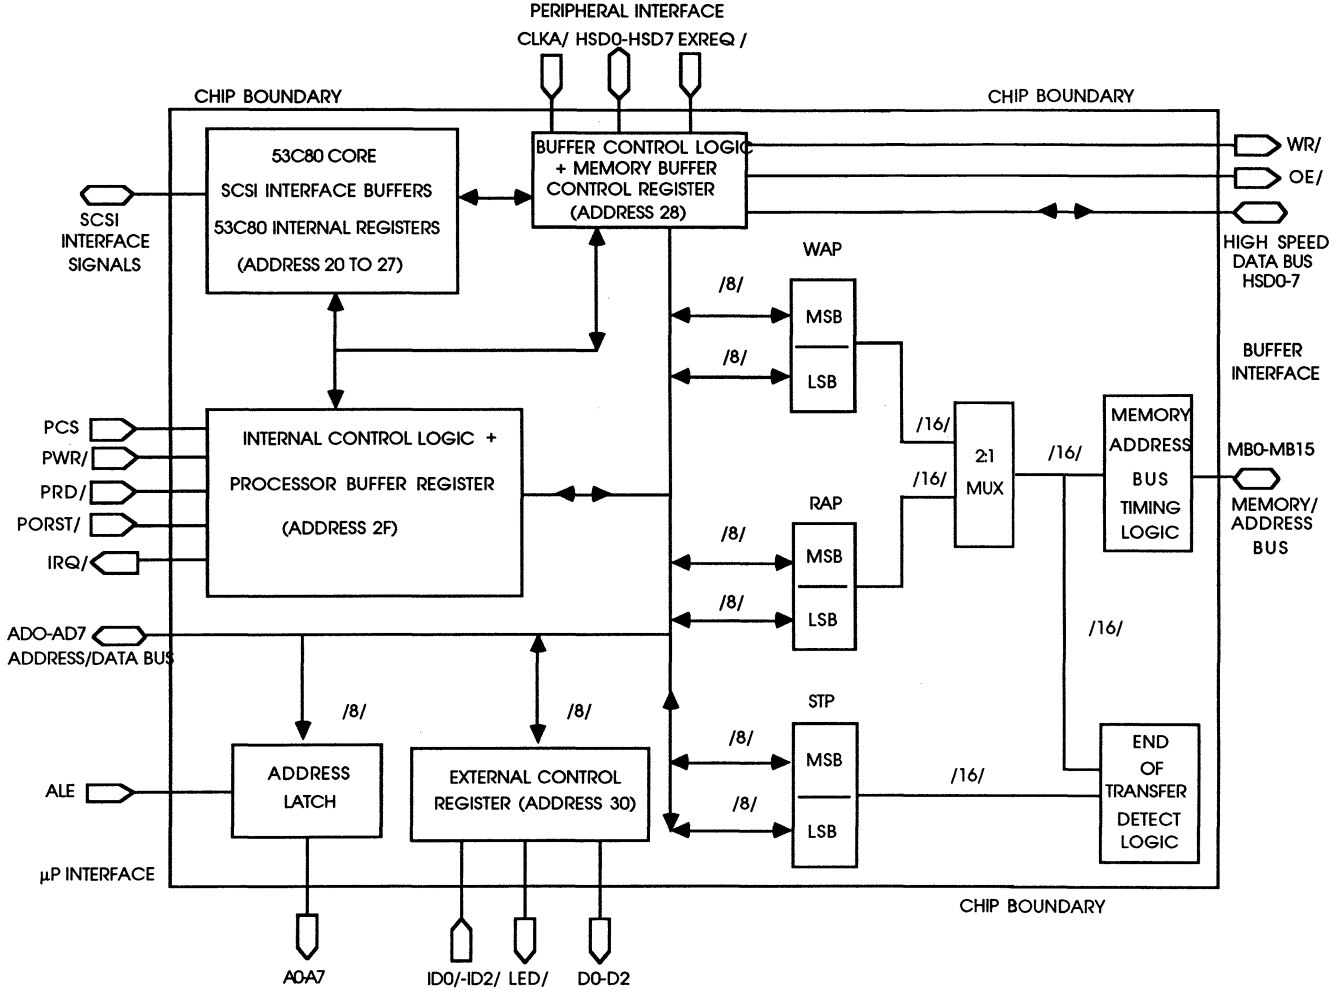 PERIPHERAL INTERFACE
CLKA/ HSD0-HSD7 EXREQ /
CHIP BOUNDARY
CHIP BOUNDARY
53C80 CORE
SCSI INTERFACE BUFFERS
53C80 INTERNAL REGISTERS
(ADDRESS 20 TO 27)
BUFFER CONTROL LOGIC
+ MEMORY BUFFER
CONTROL REGISTER
(ADDRESS 28)
WR/
OE/
SCSI
INTERFACE
SIGNALS
HIGH SPEED
DATA BUS
HSD0-7
WAP
/8/
MSB
/8/
LSB
BUFFER
INTERFACE
PCS
PWR/
PRD/
PORST/
IRQ/
INTERNAL CONTROL LOGIC +
PROCESSOR BUFFER REGISTER
(ADDRESS 2F)
/16/
/16/
2:1
MUX
/16/
MEMORY
ADDRESS
BUS
TIMING
LOGIC
MB0-MB15
MEMORY/
ADDRESS
BUS
RAP
/8/
MSB
/8/
LSB
AD0-AD7
ADDRESS/DATA BUS
/16/
/8/
/8/
STP
/8/
MSB
/8/
LSB
/16/
END
OF
TRANSFER
DETECT
LOGIC
ALE
ADDRESS
LATCH
EXTERNAL CONTROL
REGISTER (ADDRESS 30)
µP INTERFACE
CHIP BOUNDARY
A0-A7
ID0/-ID2/ LED/ D0-D2